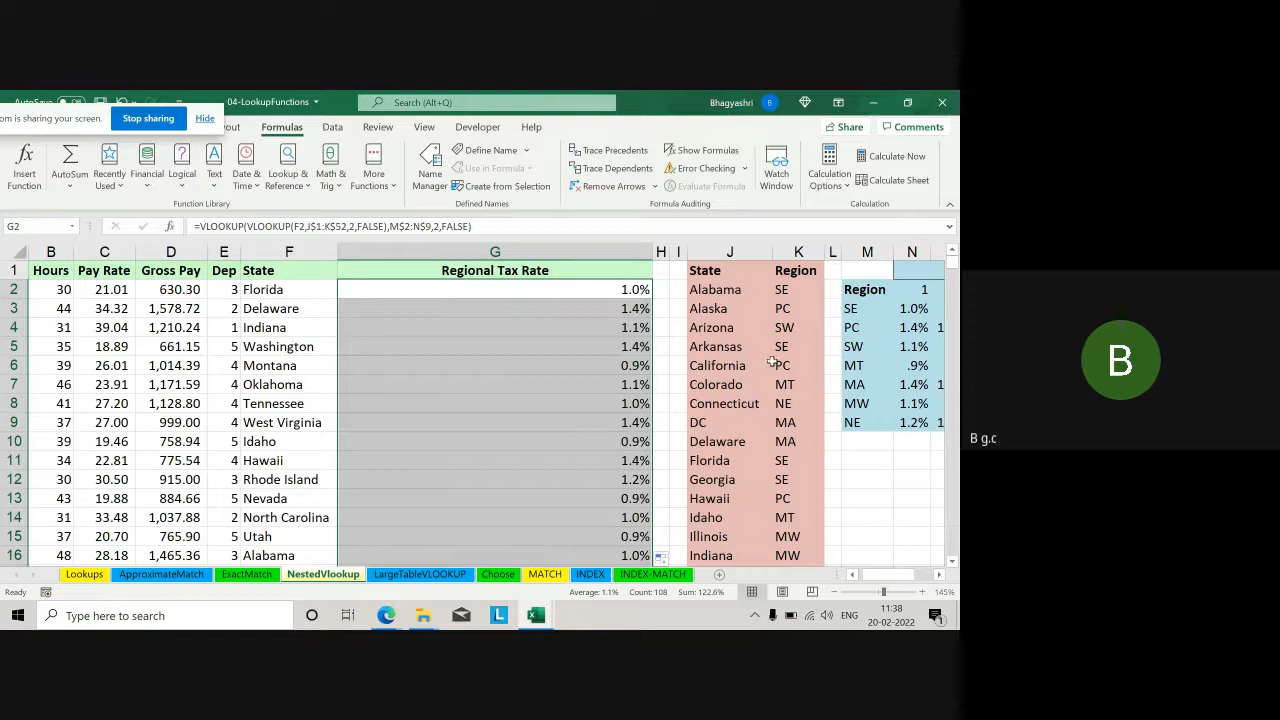 AutoSave
04-LookupFunctions
Search (Alt+Q)
Bhagyashri B
om is sharing your screen. Stop sharing Hide
out Formulas Data Review View Developer Help Share Comments
Insert Function
AutoSum
Recently Used
Financial
Logical
Text
Date & Time
Lookup & Reference
Math & Trig
More Functions
Name Manager
Define Name
Use in Formula
Create from Selection
Trace Precedents
Trace Dependents
Remove Arrows
Show Formulas
Error Checking
Evaluate Formula
Watch Window
Calculation Options
Calculate Now
Calculate Sheet
Function Library Defined Names Formula Auditing Calculation
G2 fx =VLOOKUP(VLOOKUP(F2,J$1:K$52,2,FALSE),M$2:N$9,2,FALSE)
B C D E F G H I J K L M N
1 Hours Pay Rate Gross Pay Dep State Regional Tax Rate State Region
2 30 21.01 630.30 3 Florida 1.0% Alabama SE Region 1
3 44 34.32 1,578.72 2 Delaware 1.4% Alaska PC SE 1.0%
4 31 39.04 1,210.24 1 Indiana 1.1% Arizona SW PC 1.4% 1
5 35 18.89 661.15 5 Washington 1.4% Arkansas SE SW 1.1%
6 39 26.01 1,014.39 4 Montana 0.9% California PC MT .9%
7 46 23.91 1,171.59 4 Oklahoma 1.1% Colorado MT MA 1.4% 1
8 41 27.20 1,128.80 4 Tennessee 1.0% Connecticut NE MW 1.1%
9 37 27.00 999.00 4 West Virginia 1.4% DC MA NE 1.2% 1
10 39 19.46 758.94 5 Idaho 0.9% Delaware MA
11 34 22.81 775.54 4 Hawaii 1.4% Florida SE
12 30 30.50 915.00 3 Rhode Island 1.2% Georgia SE
13 43 19.88 884.66 5 Nevada 0.9% Hawaii PC
14 31 33.48 1,037.88 2 North Carolina 1.0% Idaho MT
15 37 20.70 765.90 5 Utah 0.9% Illinois MW
16 48 28.18 1,465.36 3 Alabama 1.0% Indiana MW
Lookups ApproximateMatch ExactMatch NestedVlookup LargeTableVLOOKUP Choose MATCH INDEX INDEX-MATCH
Ready Average: 1.1% Count: 108 Sum: 122.6% 145%
Type here to search L ENG 11:38 20-02-2022 1
B
B g.c